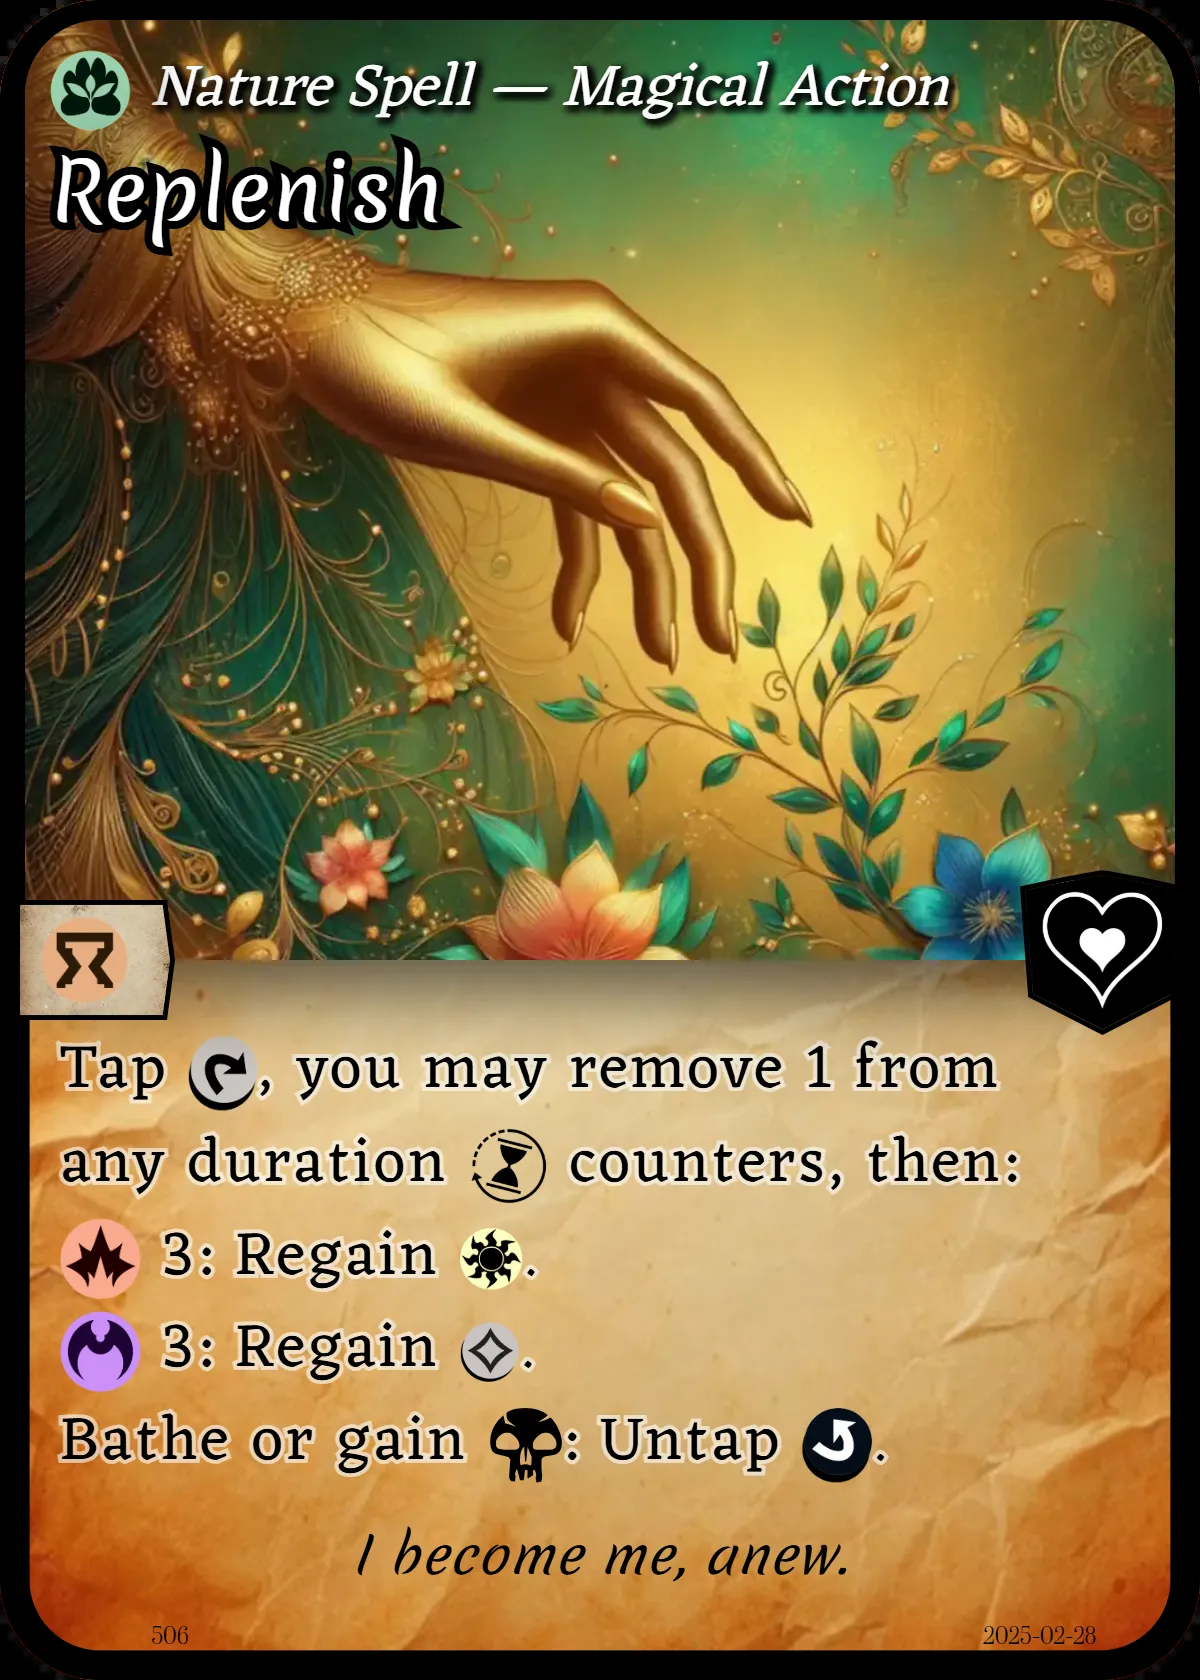 Nature Spell — Magical Action
Replenish
Tap , you may remove 1 from
any duration counters, then:
3: Regain .
3: Regain .
Bathe or gain : Untap .
I become me, anew.
506
2025-02-28